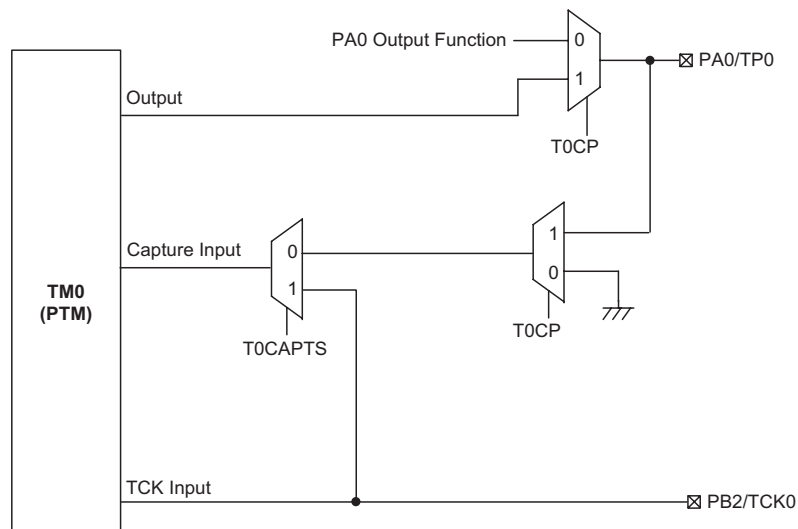 PA0 Output Function
0
1
PA0/TP0
Output
T0CP
Capture Input
0
1
1
0
TM0
(PTM)
T0CAPTS
T0CP
TCK Input
PB2/TCK0